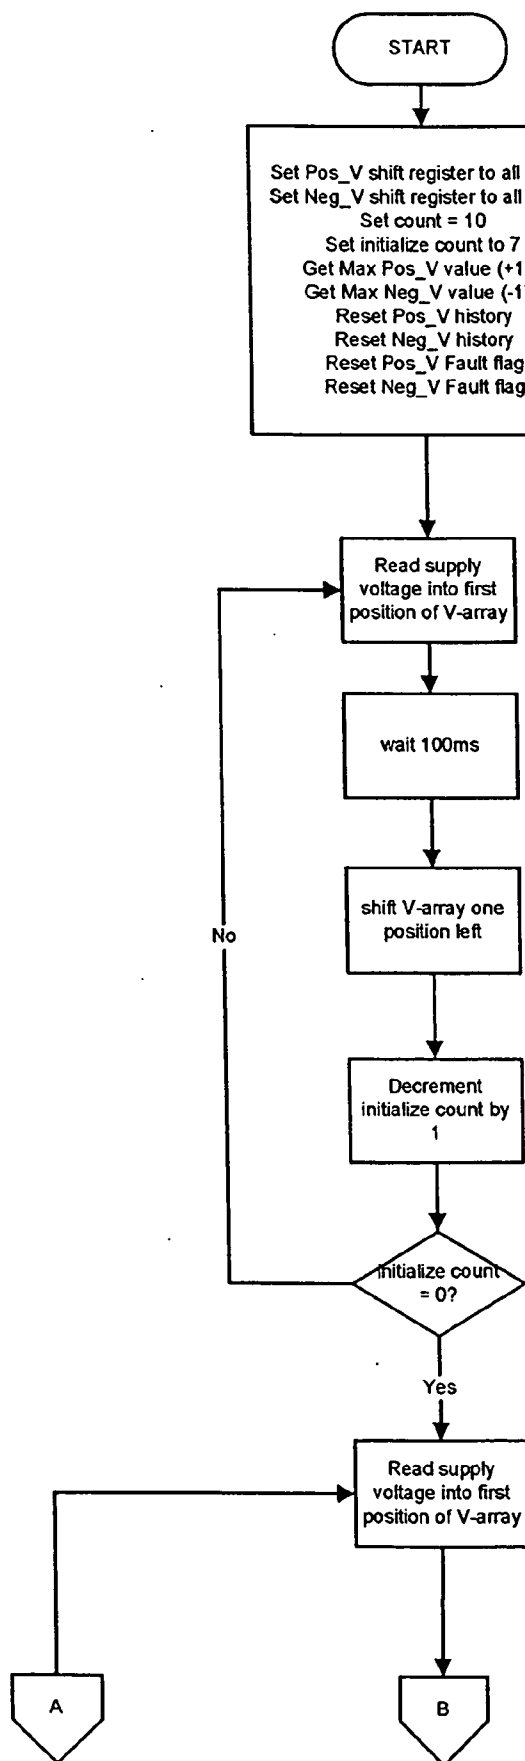 START
Set Pos_V shift register to all
Set Neg_V shift register to all
Set count = 10
Set initialize count to 7
Get Max Pos_V value (+1
Get Max Neg_V value (-1
Reset Pos_V history
Reset Neg_V history
Reset Pos_V Fault flag
Reset Neg_V Fault flag
Read supply
voltage into first
position of V-array
wait 100ms
shift V-array one
position left
No
Decrement
initialize count by
1
initialize count
= 0?
Yes
Read supply
voltage into first
position of V-array
A
B